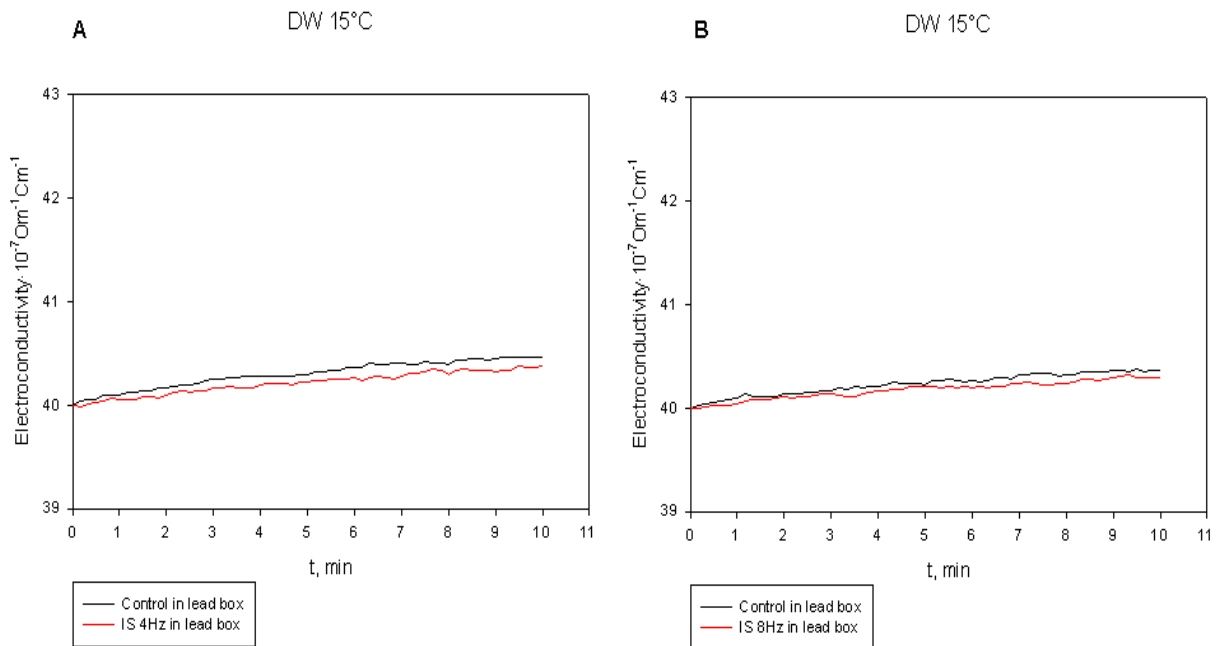 A
DW 15°C
Electroconductivity·10⁻⁷Om⁻¹Cm⁻¹
43
42
41
40
39
0 1 2 3 4 5 6 7 8 9 10 11
t, min
Control in lead box
IS 4Hz in lead box
B
DW 15°C
Electroconductivity·10⁻⁷Om⁻¹Cm⁻¹
43
42
41
40
39
0 1 2 3 4 5 6 7 8 9 10 11
t, min
Control in lead box
IS 8Hz in lead box